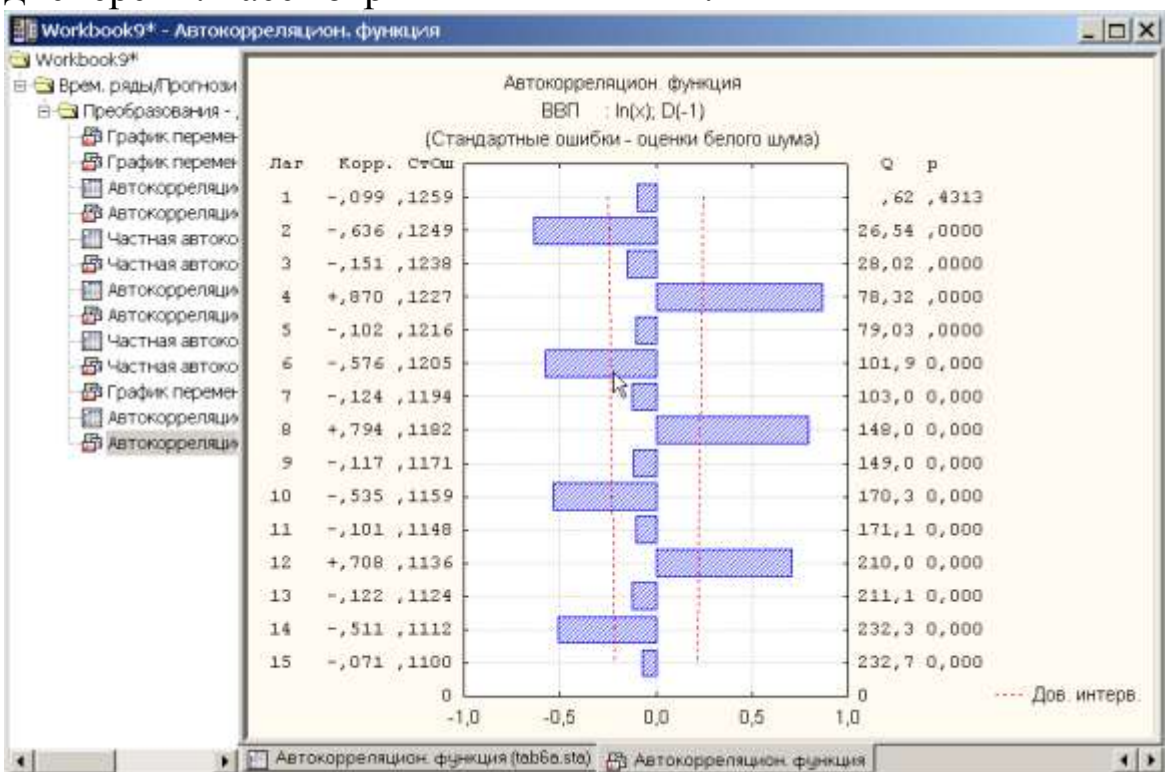 Workbook9* - Автокорреляцион. функция
Workbook9*
Врем. ряды/Прогнози
Преобразования - ,
График перемен
График перемен
Автокорреляци
Автокорреляци
Частная автоко
Частная автоко
Автокорреляци
Автокорреляци
Частная автоко
Частная автоко
График перемен
Автокорреляци
Автокорреляци
Автокорреляцион. функция
ВВП : ln(x); D(-1)
(Стандартные ошибки - оценки белого шума)
Лаг Корр. СтОш Q p
1 -,099 ,1259 ,62 ,4313
2 -,636 ,1249 26,54 ,0000
3 -,151 ,1238 28,02 ,0000
4 +,870 ,1227 78,32 ,0000
5 -,102 ,1216 79,03 ,0000
6 -,576 ,1205 101,9 0,000
7 -,124 ,1194 103,0 0,000
8 +,794 ,1182 148,0 0,000
9 -,117 ,1171 149,0 0,000
10 -,535 ,1159 170,3 0,000
11 -,101 ,1148 171,1 0,000
12 +,708 ,1136 210,0 0,000
13 -,122 ,1124 211,1 0,000
14 -,511 ,1112 232,3 0,000
15 -,071 ,1100 232,7 0,000
0 0
-1,0 -0,5 0,0 0,5 1,0
Дов. интерв.
Автокорреляцион. функция (tab6a.sta) Автокорреляцион. функция